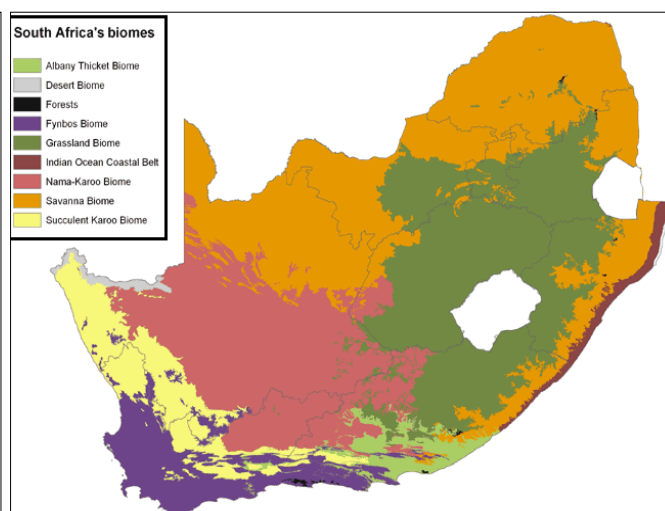 South Africa's biomes
Albany Thicket Biome
Desert Biome
Forests
Fynbos Biome
Grassland Biome
Indian Ocean Coastal Belt
Nama-Karoo Biome
Savanna Biome
Succulent Karoo Biome